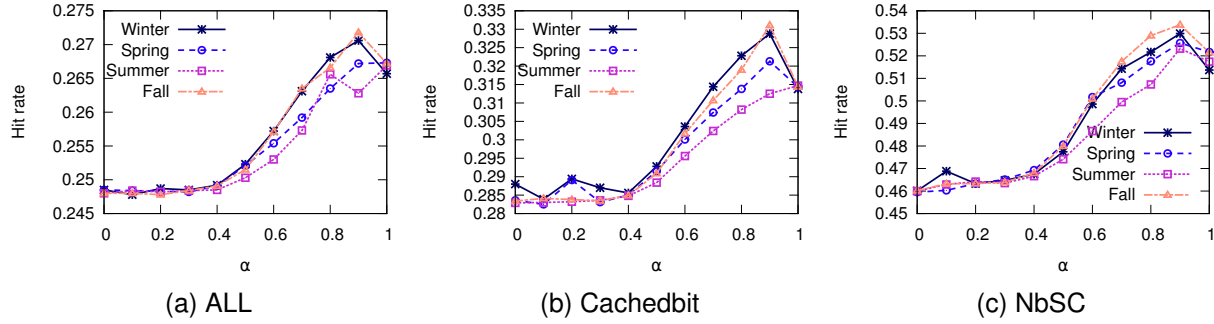 0.275
0.27
0.265
0.26
0.255
0.25
0.245
Hit rate
Winter
Spring
Summer
Fall
0 0.2 0.4 0.6 0.8 1
α
(a) ALL
0.335
0.33
0.325
0.32
0.315
0.31
0.305
0.3
0.295
0.29
0.285
0.28
Hit rate
Winter
Spring
Summer
Fall
0 0.2 0.4 0.6 0.8 1
α
(b) Cachedbit
0.54
0.53
0.52
0.51
0.5
0.49
0.48
0.47
0.46
0.45
Hit rate
Winter
Spring
Summer
Fall
0 0.2 0.4 0.6 0.8 1
α
(c) NbSC